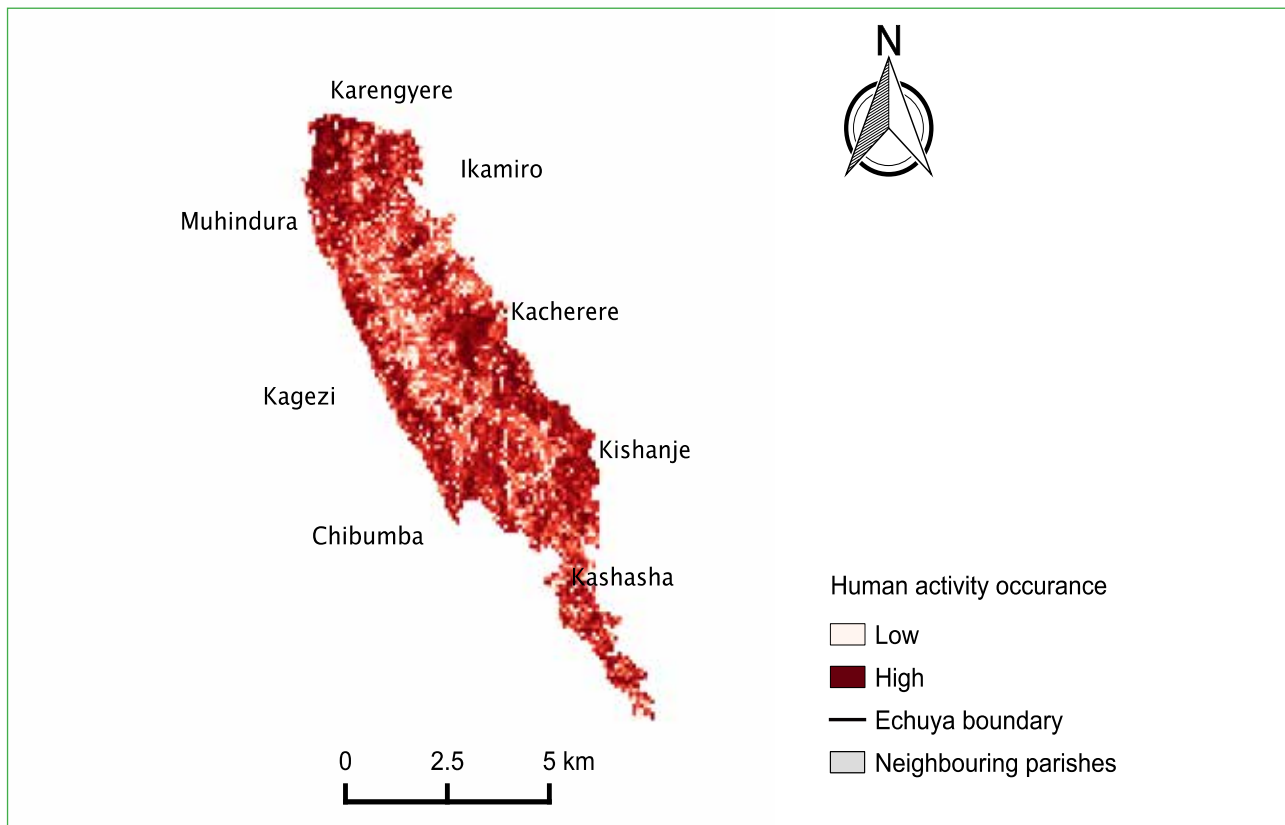 N
Karengyere
Ikamiro
Muhindura
Kacherere
Kagezi
Kishanje
Chibumba
Kashasha
Human activity occurance
Low
High
Echuya boundary
Neighbouring parishes
0 2.5 5 km